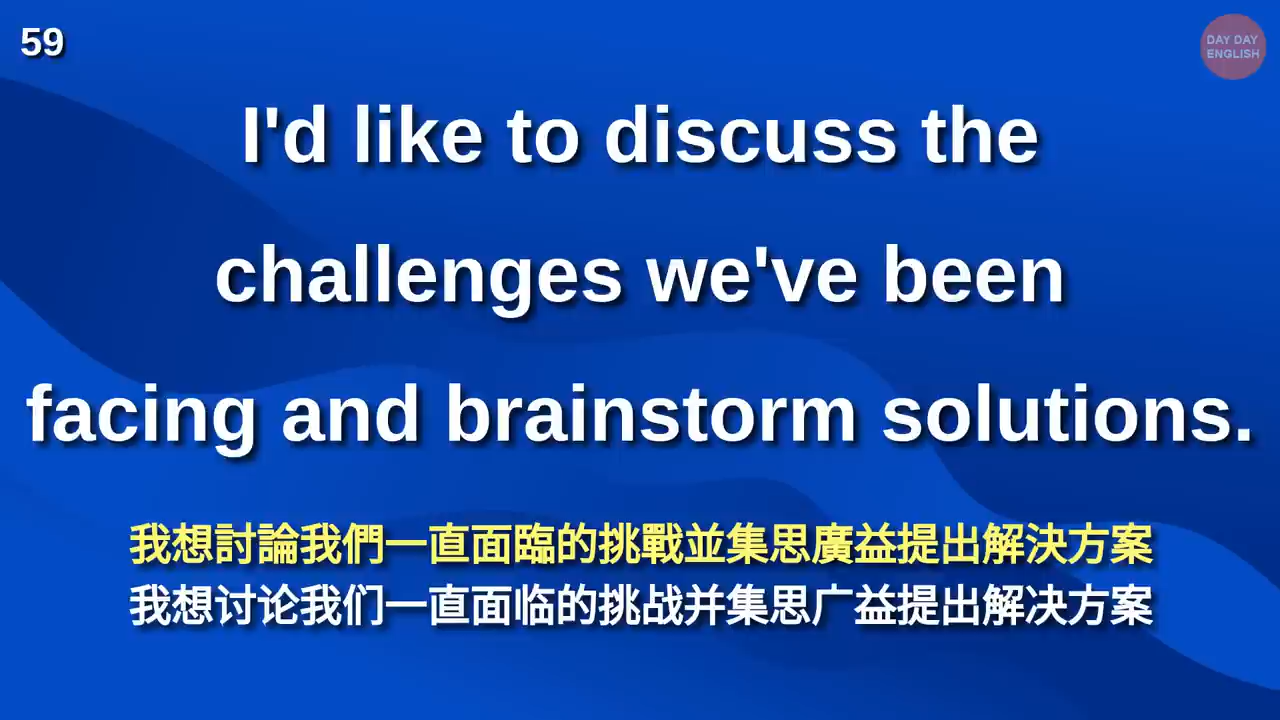 59
DAY DAY
ENGLISH
I'd like to discuss the
challenges we've been
facing and brainstorm solutions.
我想討論我們一直面臨的挑戰並集思廣益提出解決方案
我想讨论我们一直面临的挑战并集思广益提出解决方案